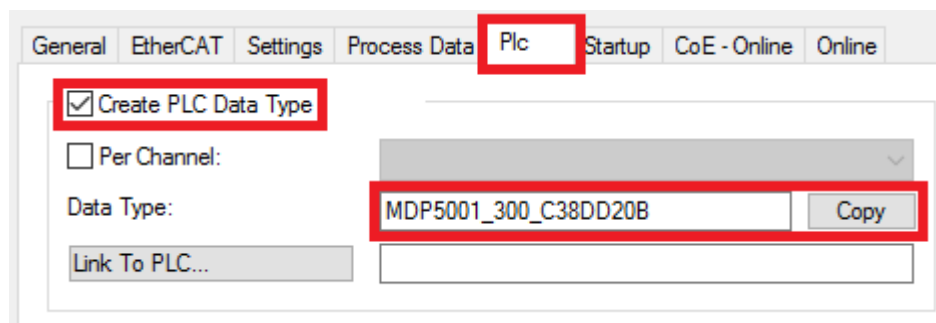 General EtherCAT Settings Process Data Plc Startup CoE - Online Online
Create PLC Data Type
Per Channel:
Data Type: MDP5001_300_C38DD20B Copy
Link To PLC...